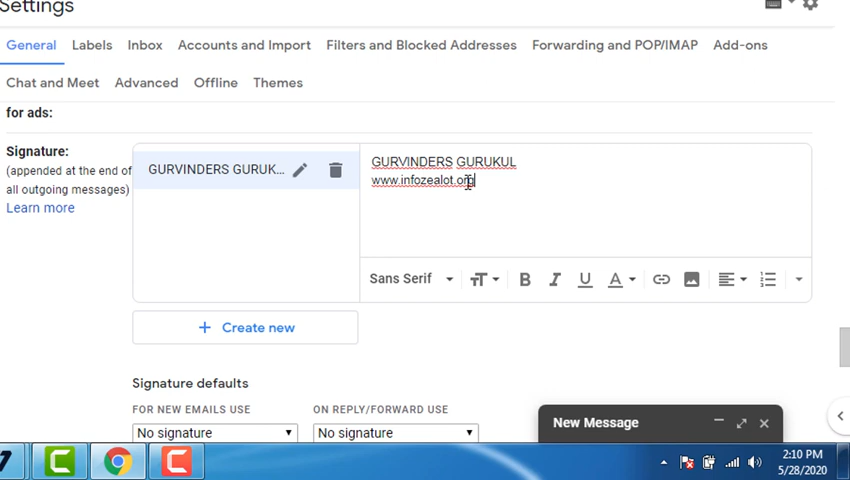 Settings
General Labels Inbox Accounts and Import Filters and Blocked Addresses Forwarding and POP/IMAP Add-ons
Chat and Meet Advanced Offline Themes
for ads:
Signature:
(appended at the end of
all outgoing messages)
Learn more
GURVINDERS GURUK...
GURVINDERS GURUKUL
www.infozealot.org
Sans Serif
+ Create new
Signature defaults
FOR NEW EMAILS USE ON REPLY/FORWARD USE
No signature No signature
New Message
2:10 PM
5/28/2020